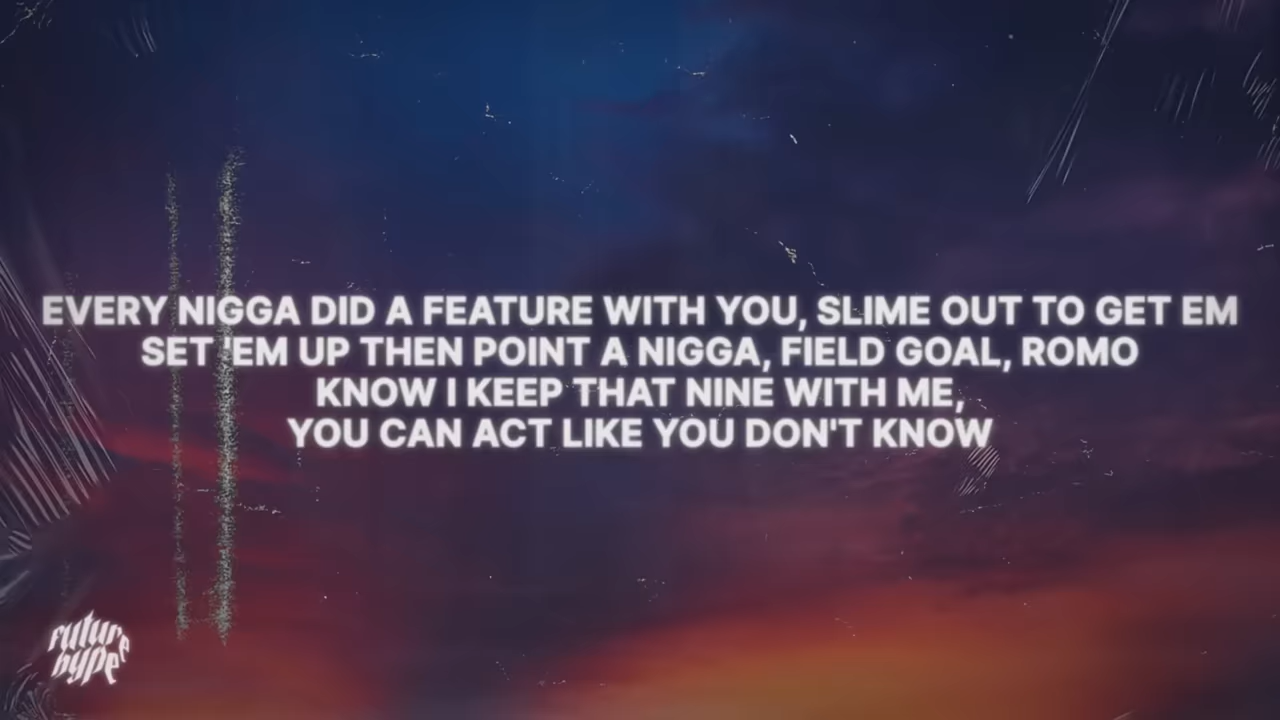 EVERY NIGGA DID A FEATURE WITH YOU, SLIME OUT TO GET EM
SET 'EM UP THEN POINT A NIGGA, FIELD GOAL, ROMO
KNOW I KEEP THAT NINE WITH ME,
YOU CAN ACT LIKE YOU DON'T KNOW
future
hype